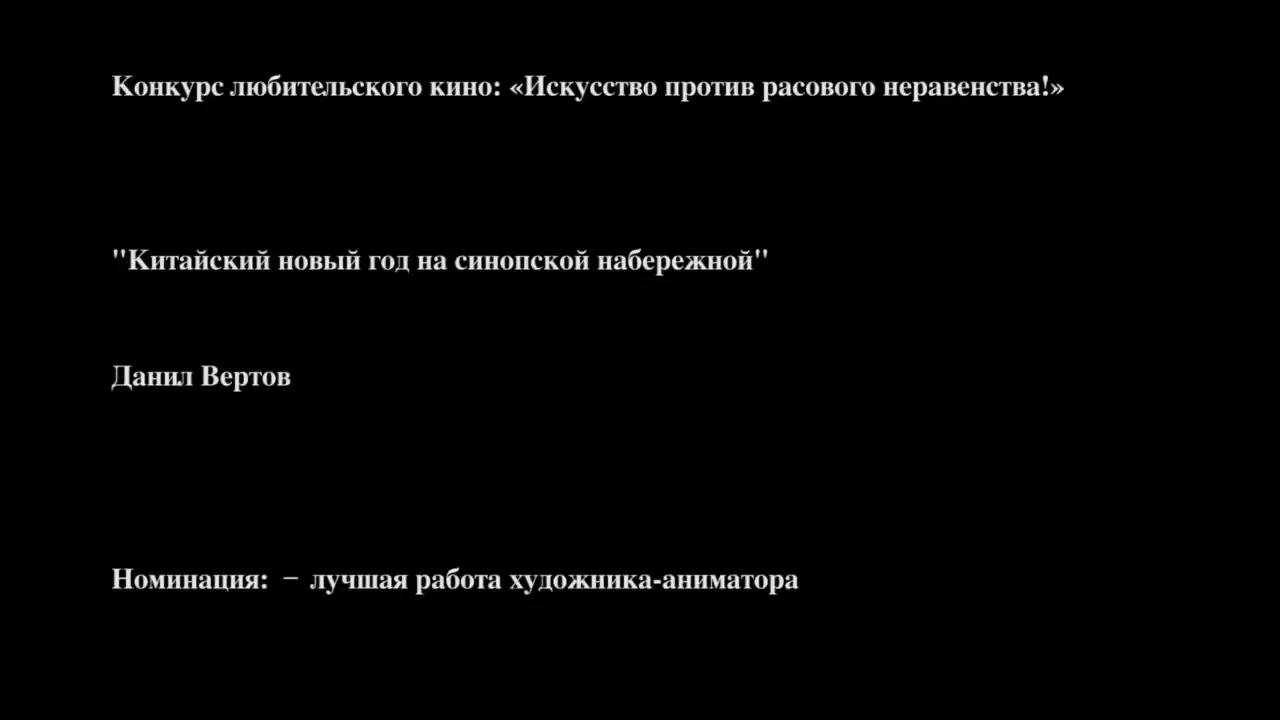 Конкурс любительского кино: «Искусство против расового неравенства!»
"Китайский новый год на синопской набережной"
Данил Вертов
Номинация: − лучшая работа художника-аниматора